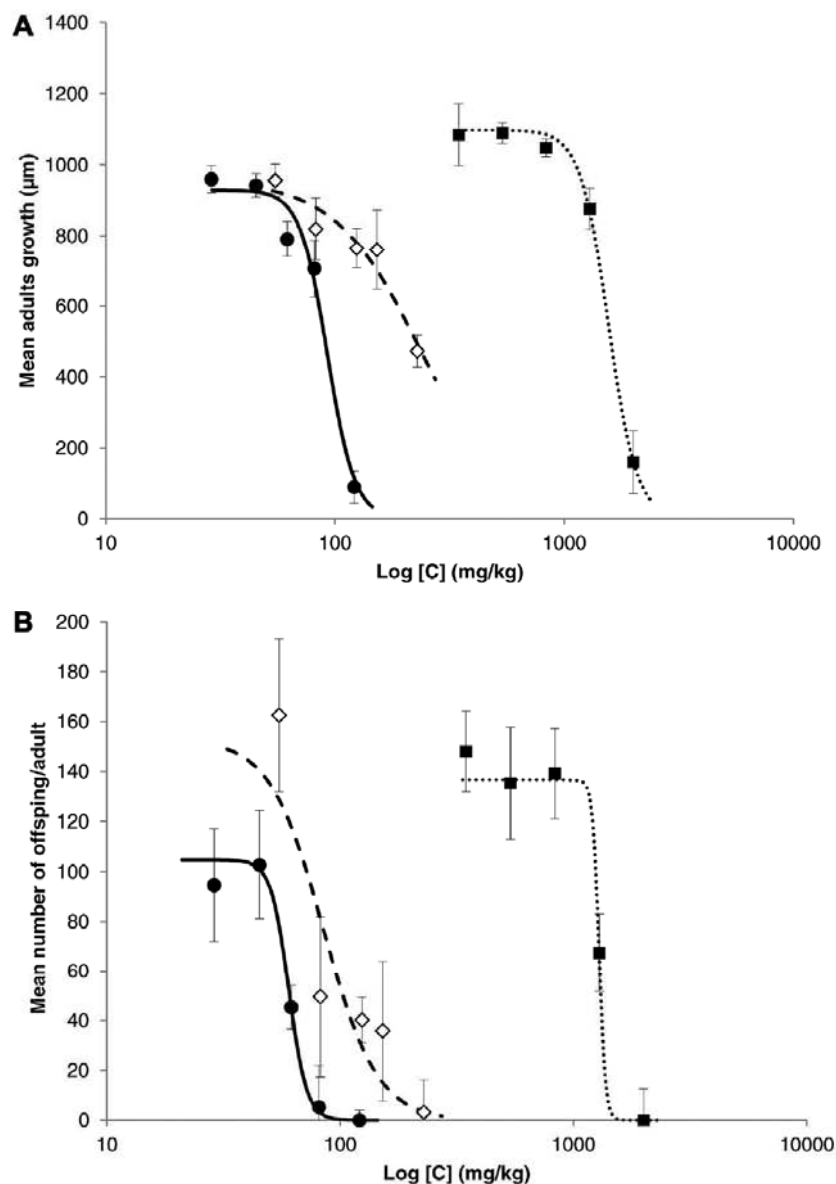 A
1400
1200
1000
800
600
400
200
0
Mean adults growth (µm)
10 100 1000 10000
Log [C] (mg/kg)
B
200
180
160
140
120
100
80
60
40
20
0
Mean number of offsping/adult
10 100 1000 10000
Log [C] (mg/kg)